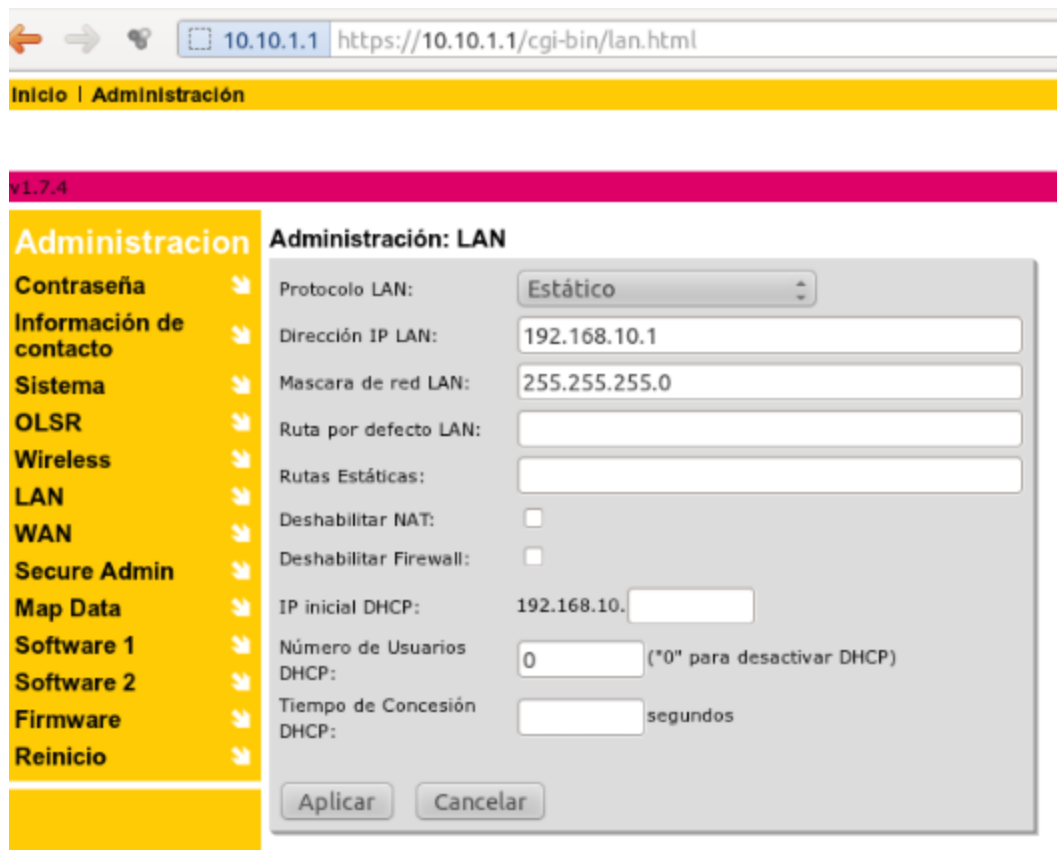 10.10.1.1 https://10.10.1.1/cgi-bin/lan.html
Inicio | Administración
v1.7.4
Administracion
Contraseña
Información de
contacto
Sistema
OLSR
Wireless
LAN
WAN
Secure Admin
Map Data
Software 1
Software 2
Firmware
Reinicio
Administración: LAN
Protocolo LAN: Estático
Dirección IP LAN: 192.168.10.1
Mascara de red LAN: 255.255.255.0
Ruta por defecto LAN:
Rutas Estáticas:
Deshabilitar NAT:
Deshabilitar Firewall:
IP inicial DHCP: 192.168.10.
Número de Usuarios
DHCP: 0 ("0" para desactivar DHCP)
Tiempo de Concesión
DHCP: segundos
Aplicar Cancelar